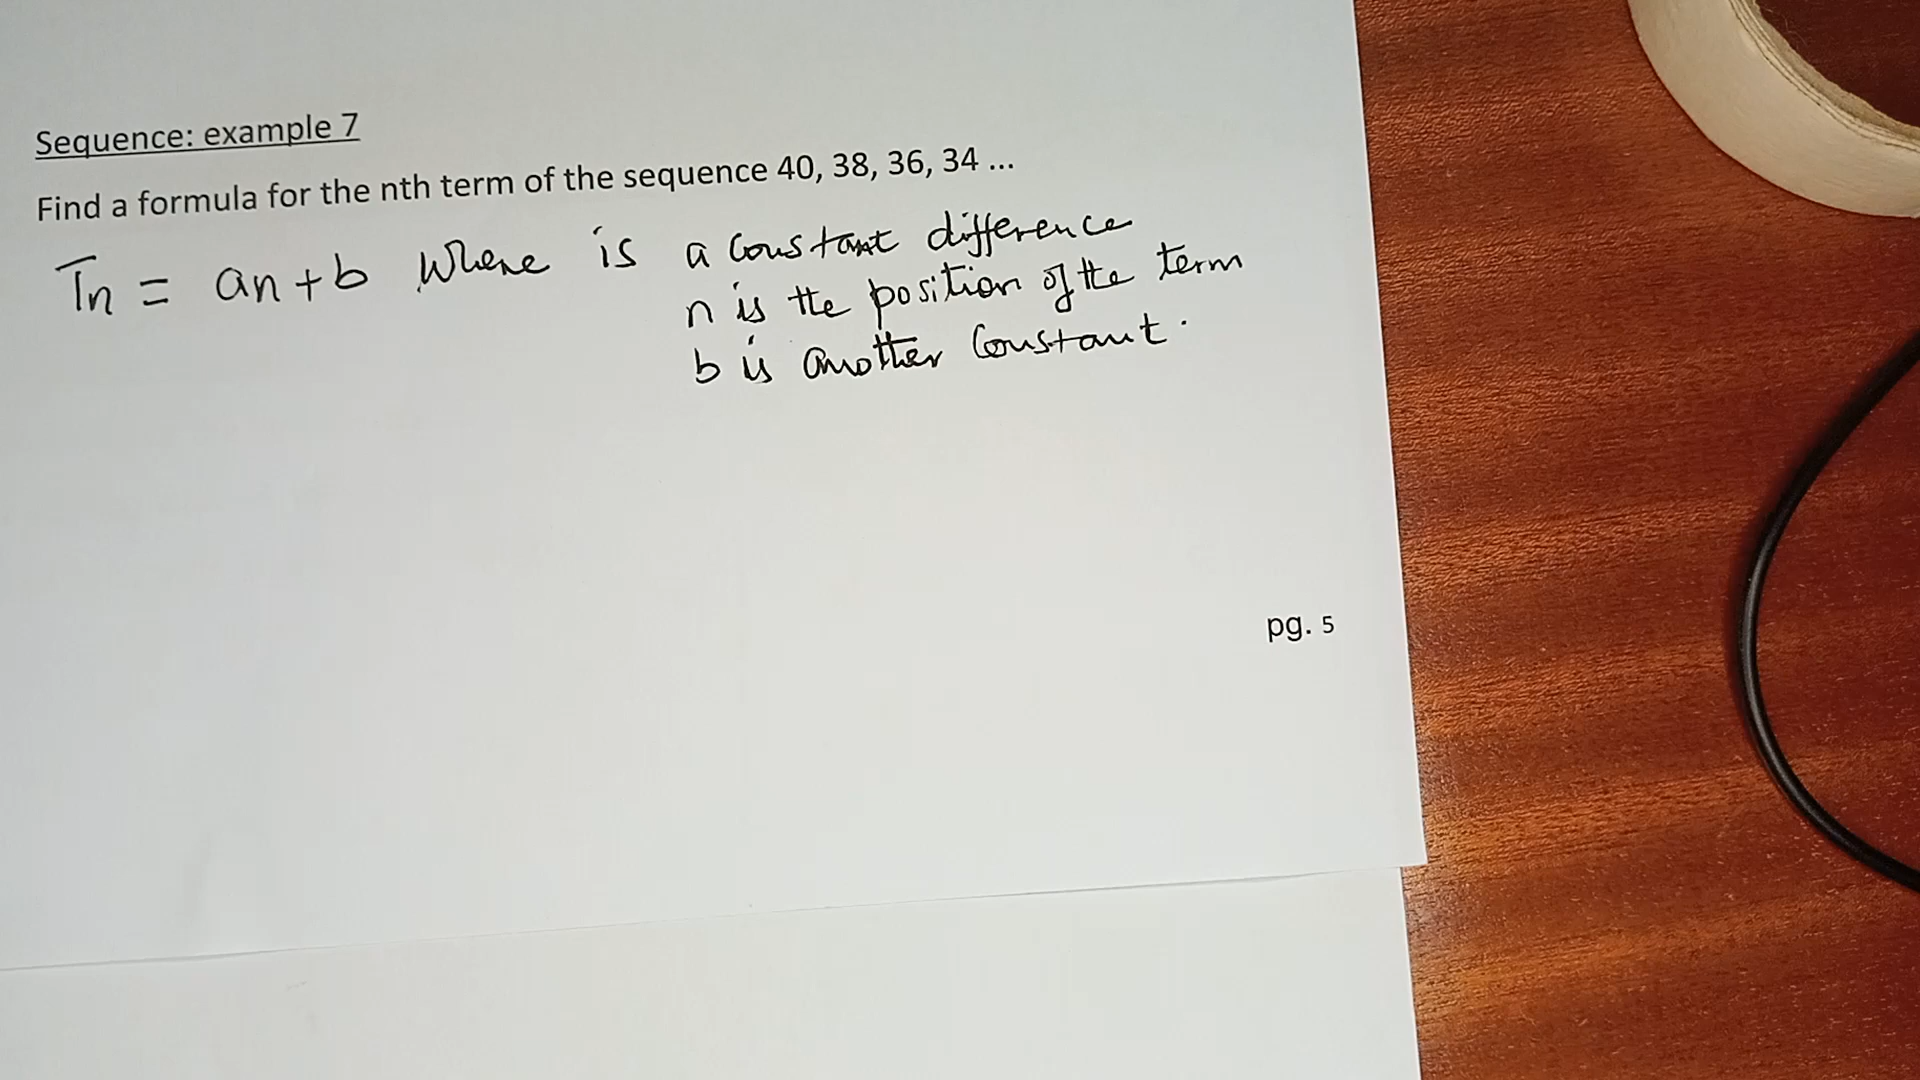 Sequence: example 7
Find a formula for the nth term of the sequence 40, 38, 36, 34 ...
Tn = an + b where is a constant difference
n is the position of the term
b is another constant.
pg. 5